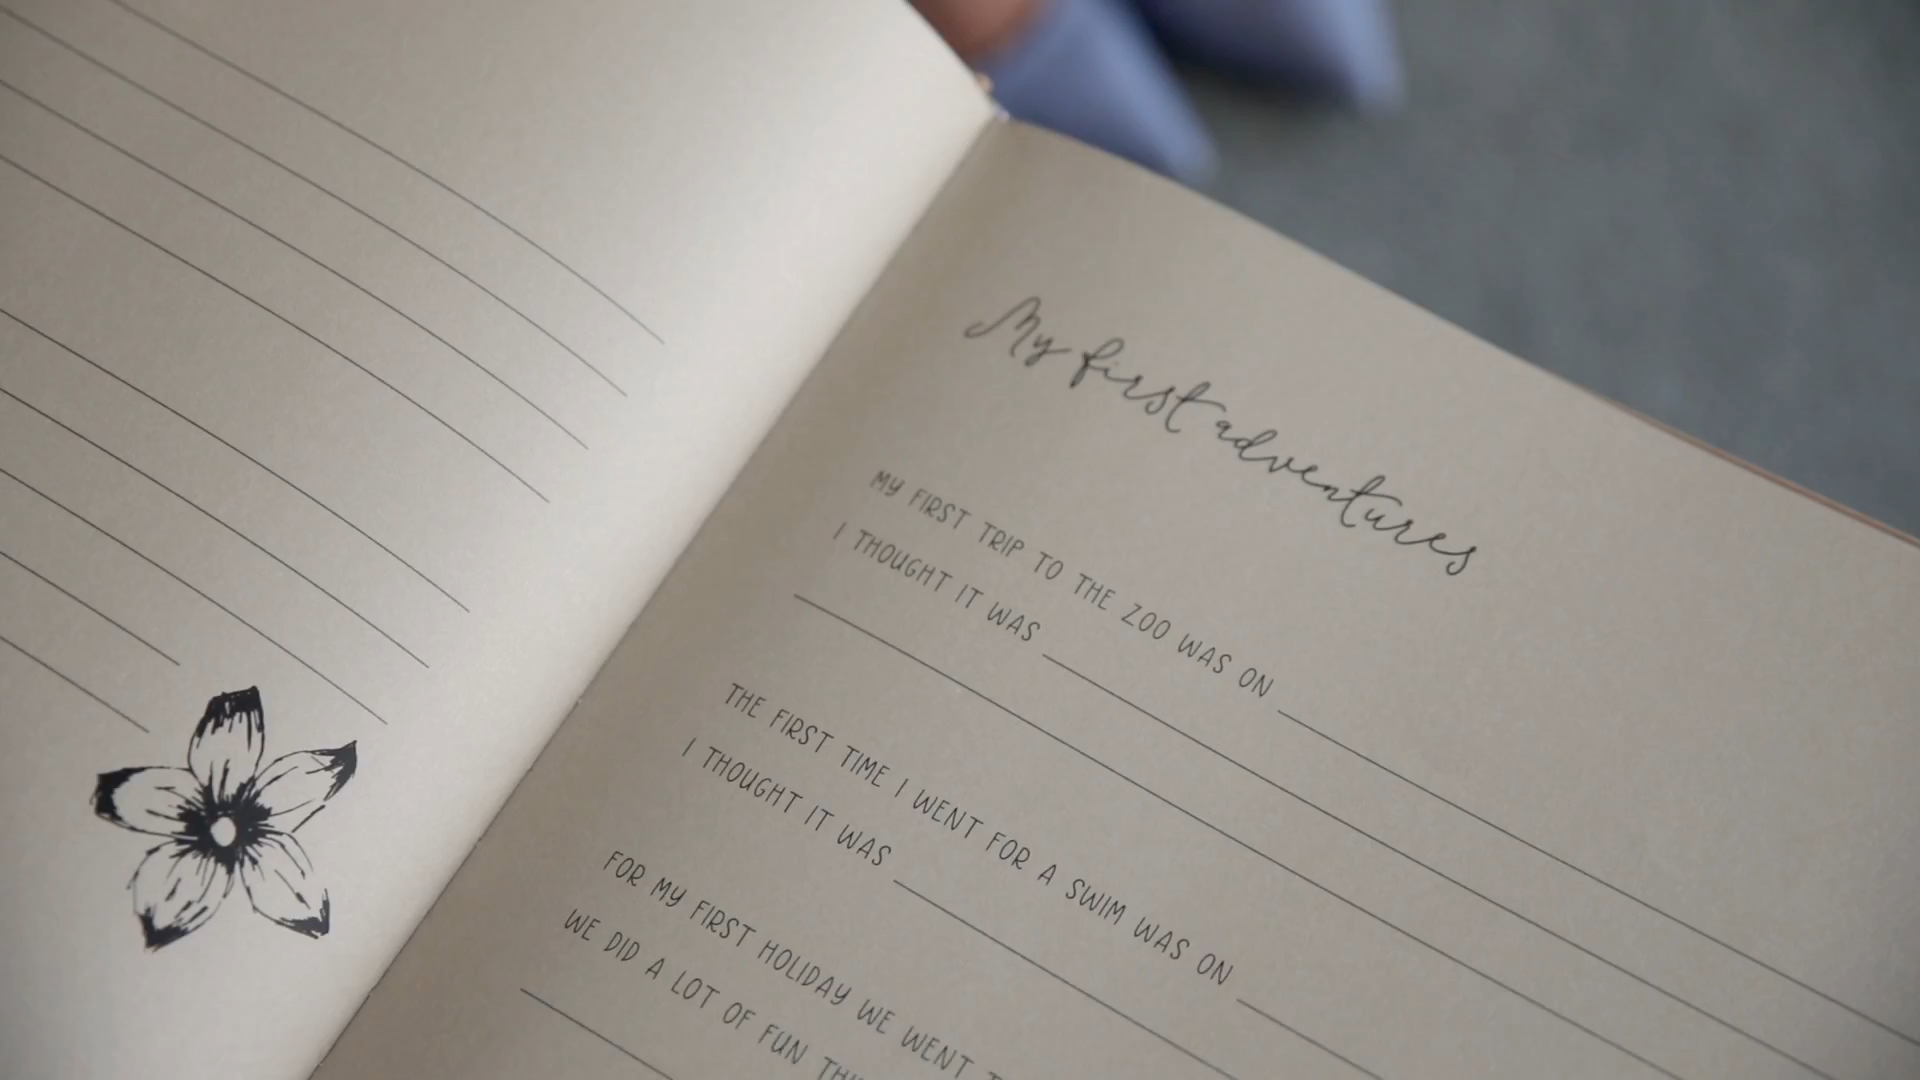 My first adventures
MY FIRST TRIP TO THE ZOO WAS ON
I THOUGHT IT WAS
THE FIRST TIME I WENT FOR A SWIM WAS ON
I THOUGHT IT WAS
FOR MY FIRST HOLIDAY WE WENT
WE DID A LOT OF FUN